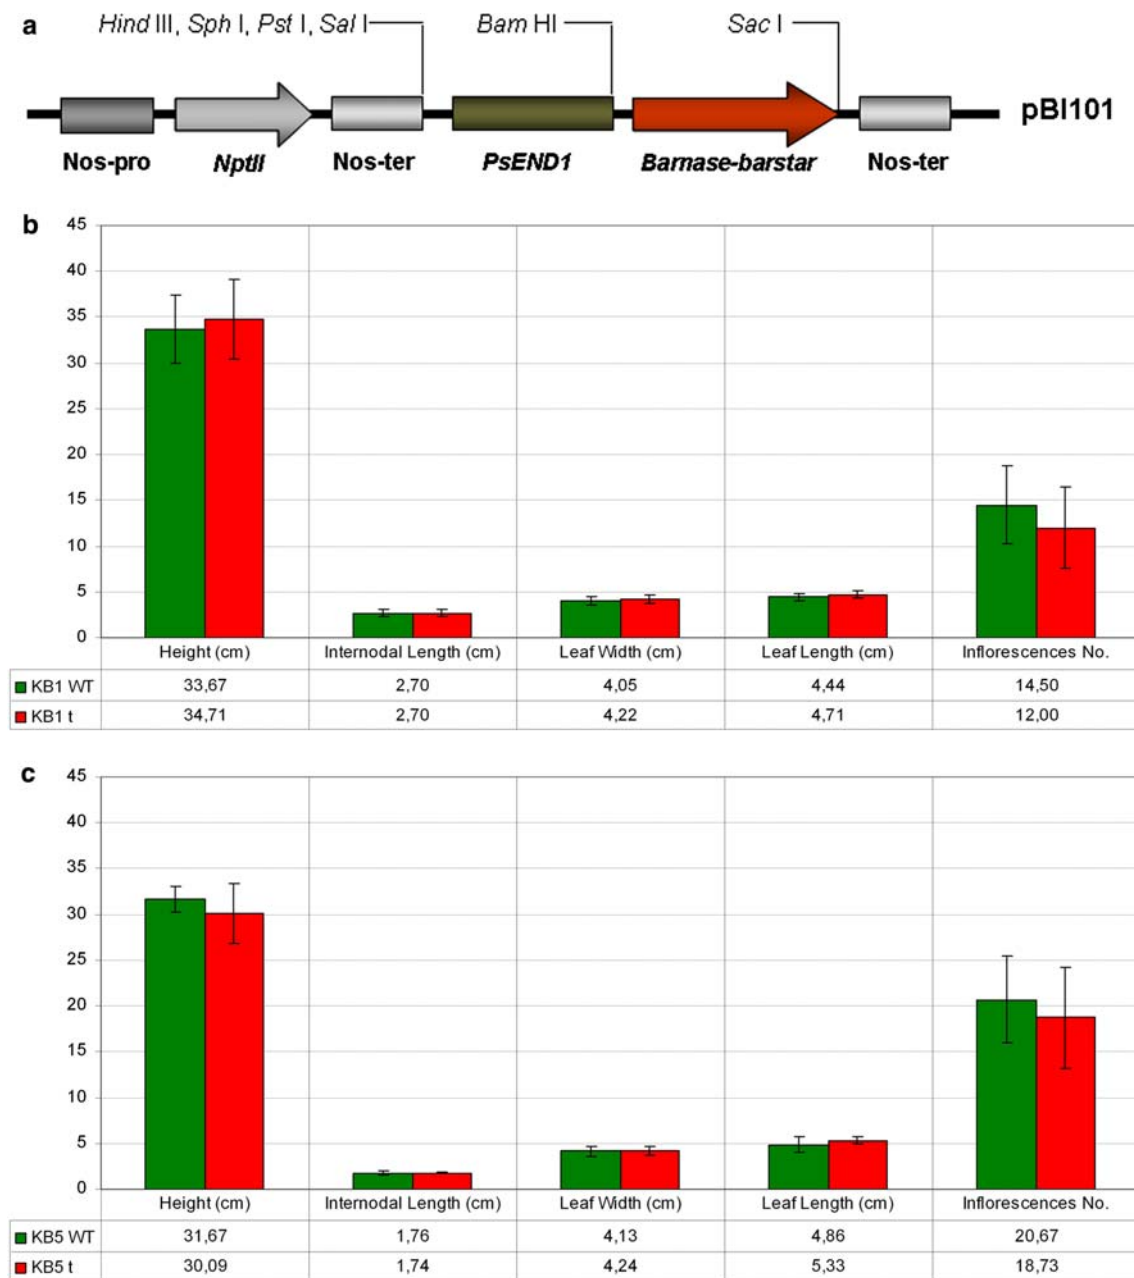 a
Hind III, Sph I, Pst I, Sal I
Bam HI
Sac I
pBI101
Nos-pro
NptII
Nos-ter
PsEND1
Barnase-barstar
Nos-ter
b
45
40
35
30
25
20
15
10
5
0
Height (cm) Internodal Length (cm) Leaf Width (cm) Leaf Length (cm) Inflorescences No.
KB1 WT 33,67 2,70 4,05 4,44 14,50
KB1 t 34,71 2,70 4,22 4,71 12,00
c
45
40
35
30
25
20
15
10
5
0
Height (cm) Internodal Length (cm) Leaf Width (cm) Leaf Length (cm) Inflorescences No.
KB5 WT 31,67 1,76 4,13 4,86 20,67
KB5 t 30,09 1,74 4,24 5,33 18,73